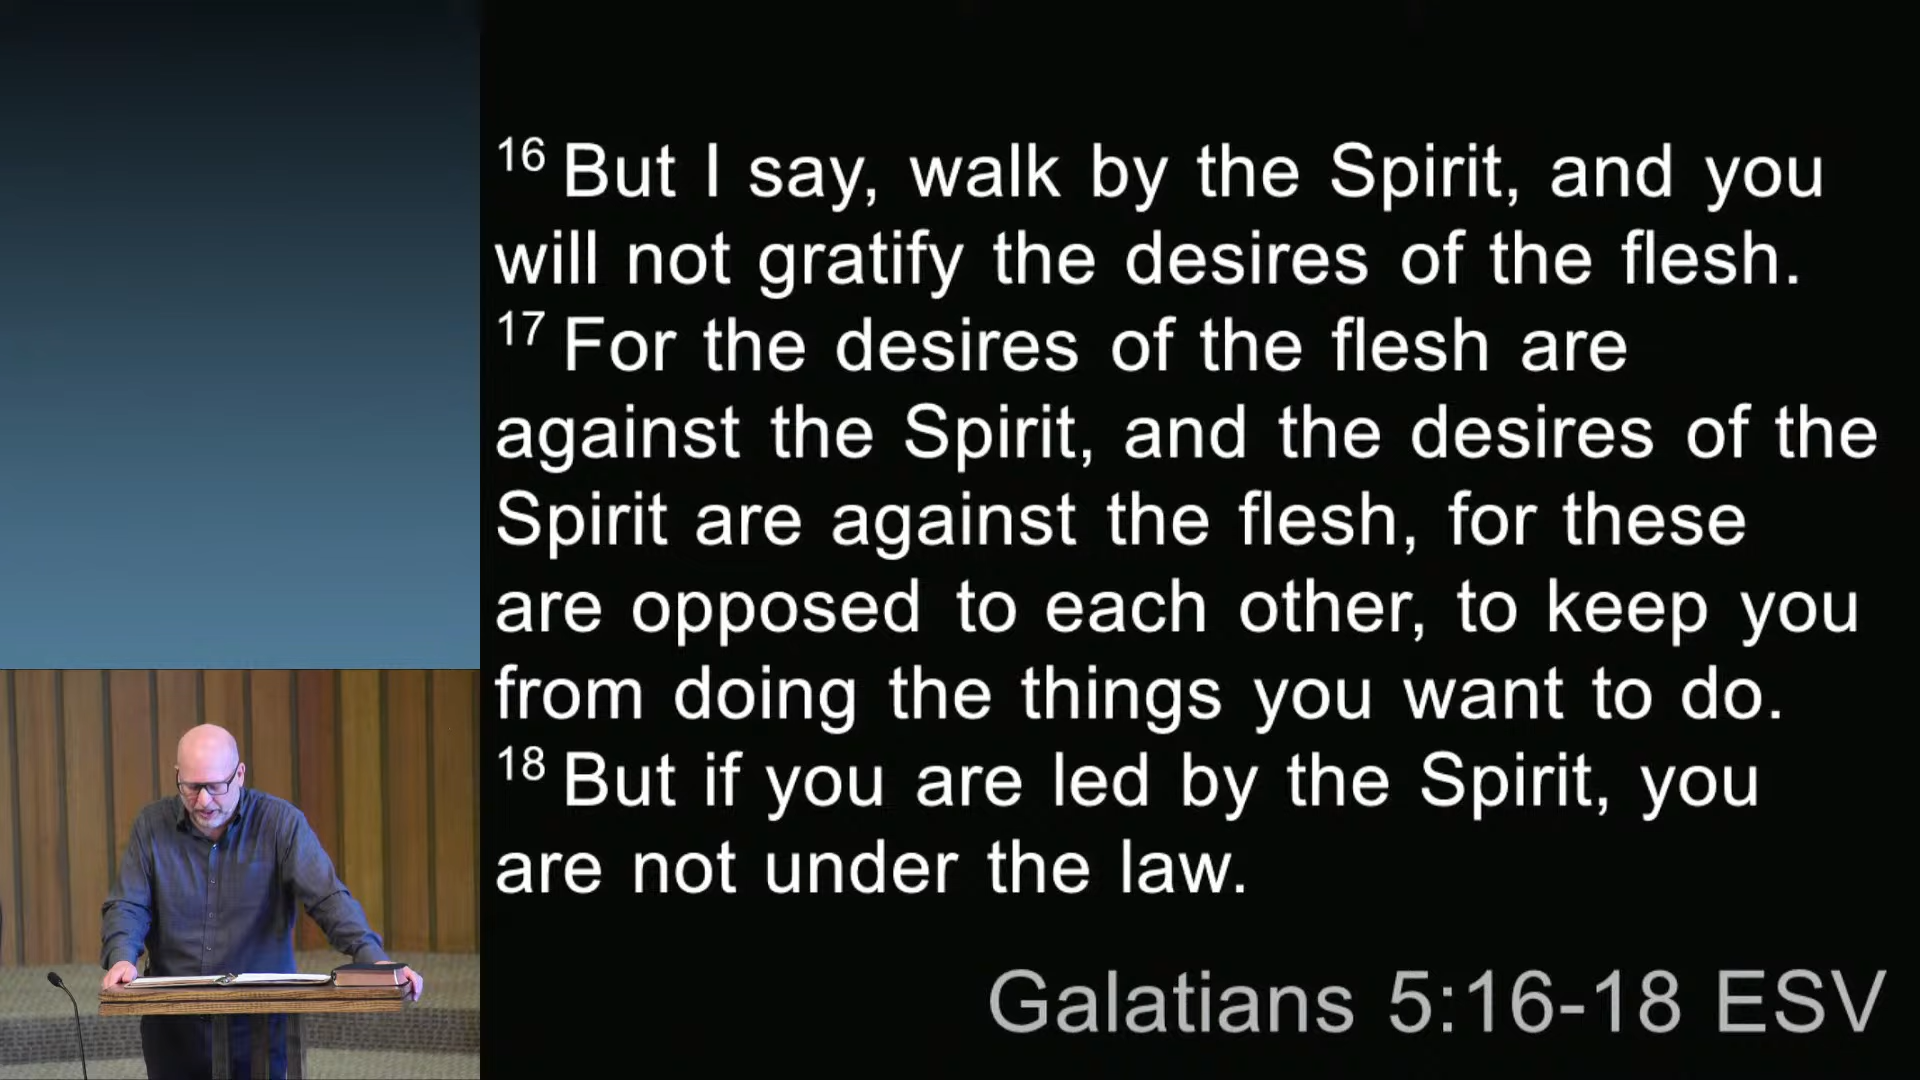 16 But I say, walk by the Spirit, and you
will not gratify the desires of the flesh.
17 For the desires of the flesh are
against the Spirit, and the desires of the
Spirit are against the flesh, for these
are opposed to each other, to keep you
from doing the things you want to do.
18 But if you are led by the Spirit, you
are not under the law.
Galatians 5:16-18 ESV